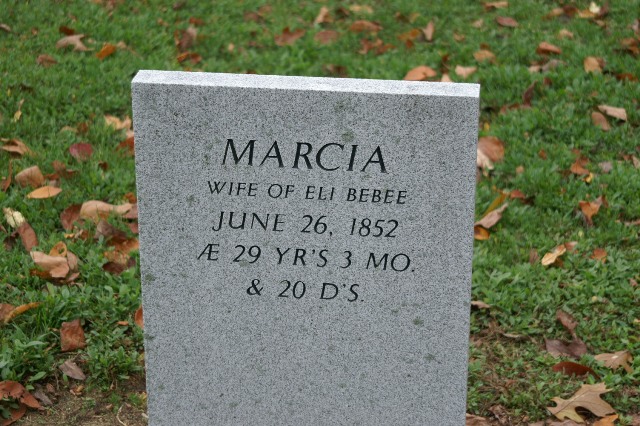 MARCIA
WIFE OF ELI BEBEE
JUNE 26, 1852
Æ 29 YR'S 3 MO.
& 20 D'S.